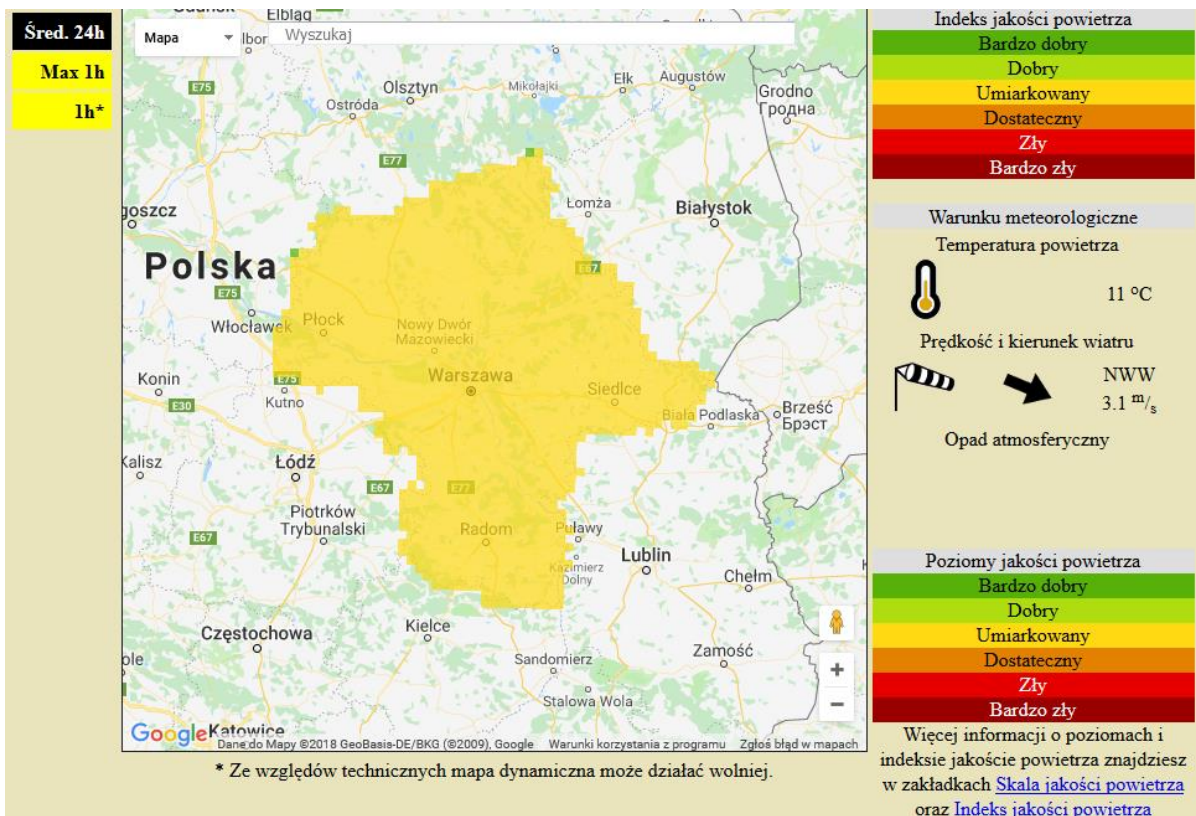 Śred. 24h
Max 1h
1h*
Mapa
Wyszukaj
Elbląg
E75
Olsztyn
Mikołajki
Ełk
Augustów
Grodno
Гродна
Ostróda
E77
Łomża
Białystok
Polska
E67
E75
Włocławek
Płock
Nowy Dwór
Mazowiecki
Warszawa
Konin
E75
Siedlce
E30
Kutno
Biała Podlaska
Brześć
Брэст
Kalisz
Łódź
E67
E77
Piotrków
Trybunalski
Radom
Puławy
E67
Kazimierz
Dolny
Lublin
Chełm
Częstochowa
Kielce
Sandomierz
Zamość
Stalowa Wola
+
−
Google
Katowice
Dane do Mapy ©2018 GeoBasis-DE/BKG (©2009), Google
Warunki korzystania z programu
Zgłoś błąd w mapach
* Ze względów technicznych mapa dynamiczna może działać wolniej.
Indeks jakości powietrza
Bardzo dobry
Dobry
Umiarkowany
Dostateczny
Zły
Bardzo zły
Warunku meteorologiczne
Temperatura powietrza
11 °C
Prędkość i kierunek wiatru
NWW
3.1 m/s
Opad atmosferyczny
Poziomy jakości powietrza
Bardzo dobry
Dobry
Umiarkowany
Dostateczny
Zły
Bardzo zły
Więcej informacji o poziomach i
indeksie jakoście powietrza znajdziesz
w zakładkach Skala jakości powietrza
oraz Indeks jakości powietrza